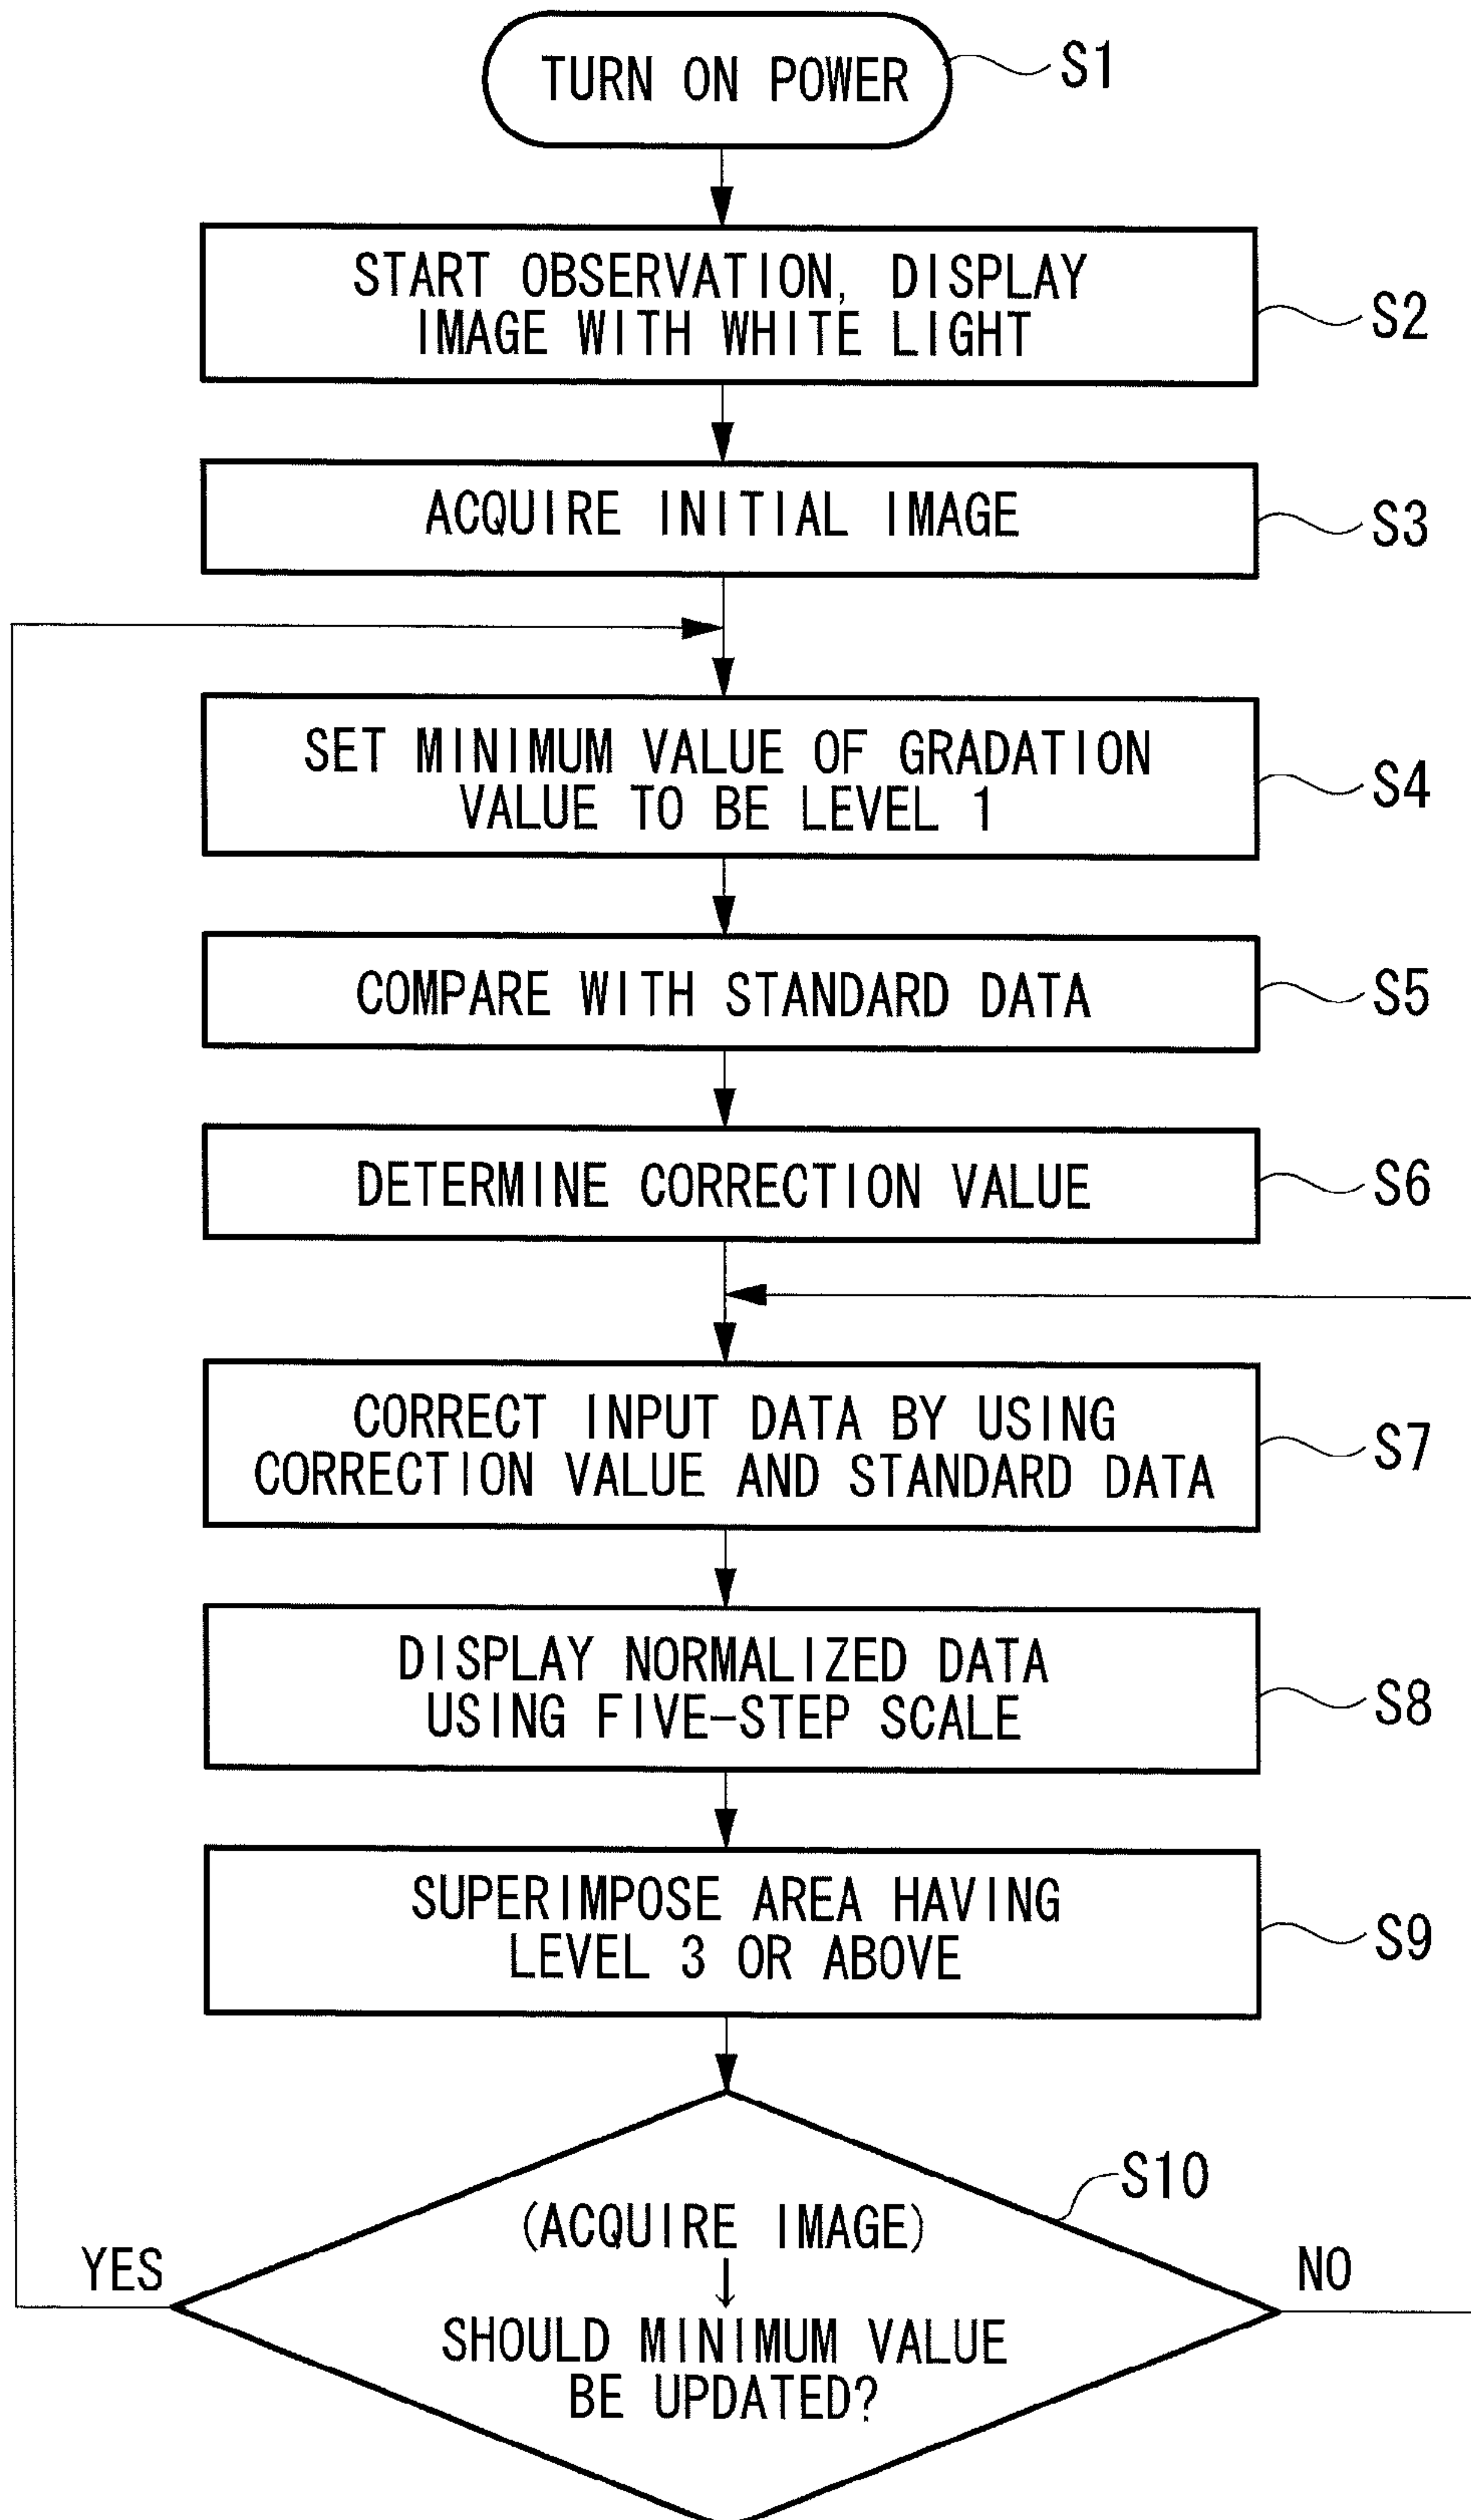 TURN ON POWER
S1
START OBSERVATION, DISPLAY
IMAGE WITH WHITE LIGHT
S2
ACQUIRE INITIAL IMAGE
S3
SET MINIMUM VALUE OF GRADATION
VALUE TO BE LEVEL 1
S4
COMPARE WITH STANDARD DATA
S5
DETERMINE CORRECTION VALUE
S6
CORRECT INPUT DATA BY USING
CORRECTION VALUE AND STANDARD DATA
S7
DISPLAY NORMALIZED DATA
USING FIVE-STEP SCALE
S8
SUPERIMPOSE AREA HAVING
LEVEL 3 OR ABOVE
S9
S10
(ACQUIRE IMAGE)
↓
YES
NO
SHOULD MINIMUM VALUE
BE UPDATED?